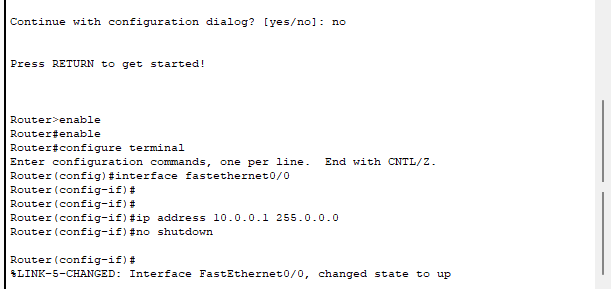 Continue with configuration dialog? [yes/no]: no
Press RETURN to get started!
Router>enable
Router#enable
Router#configure terminal
Enter configuration commands, one per line.  End with CNTL/Z.
Router(config)#interface fastethernet0/0
Router(config-if)#
Router(config-if)#
Router(config-if)#ip address 10.0.0.1 255.0.0.0
Router(config-if)#no shutdown
Router(config-if)#
%LINK-5-CHANGED: Interface FastEthernet0/0, changed state to up